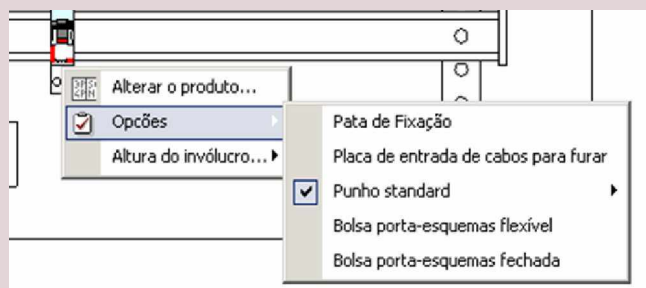 Alterar o produto...
Opcões
Altura do invólucro...
Pata de Fixação
Placa de entrada de cabos para furar
Punho standard
Bolsa porta-esquemas flexível
Bolsa porta-esquemas fechada